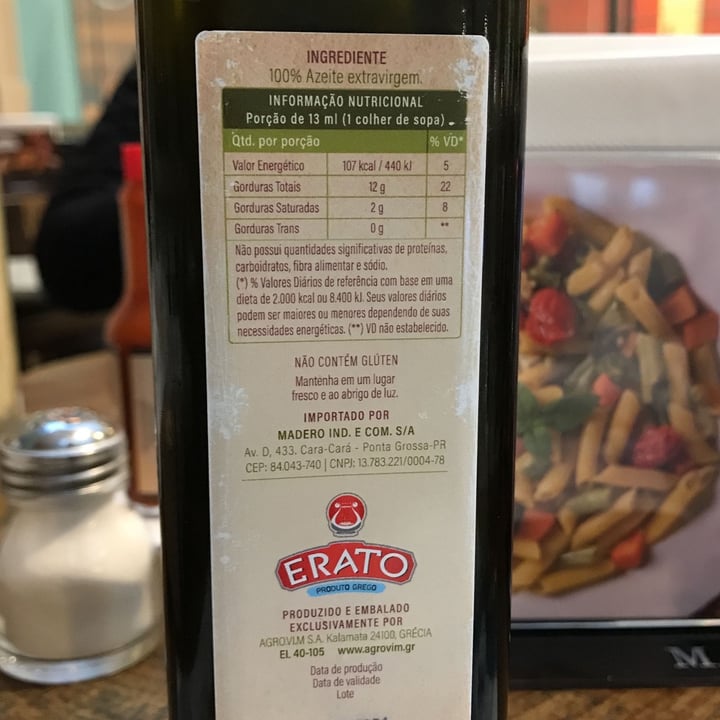 INGREDIENTE
100% Azeite extravirgem.
INFORMAÇÃO NUTRICIONAL
Porção de 13 ml (1 colher de sopa)
Qtd. por porção % VD*
Valor Energético 107 kcal / 440 kJ 5
Gorduras Totais 12 g 22
Gorduras Saturadas 2 g 8
Gorduras Trans 0 g **
Não possui quantidades significativas de proteínas,
carboidratos, fibra alimentar e sódio.
(*) % Valores Diários de referência com base em uma
dieta de 2.000 kcal ou 8.400 kJ. Seus valores diários
podem ser maiores ou menores dependendo de suas
necessidades energéticas. (**) VD não estabelecido.
NÃO CONTÉM GLÚTEN
Mantenha em um lugar
fresco e ao abrigo de luz.
IMPORTADO POR
MADERO IND. E COM. S/A
Av. D, 433. Cara-Cará - Ponta Grossa-PR
CEP: 84.043-740 | CNPJ: 13.783.221/0004-78
ERATO
PRODUTO GREGO
PRODUZIDO E EMBALADO
EXCLUSIVAMENTE POR
AGROVI.M S.A. Kalamata 24100, GRÉCIA
EL 40-105 www.agrovim.gr
Data de produção
Data de validade
Lote
M